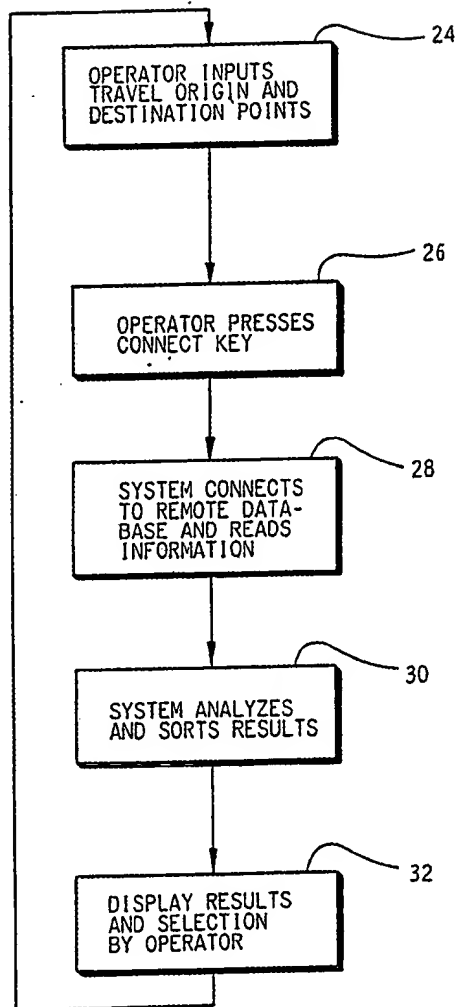 24
OPERATOR INPUTS
TRAVEL ORIGIN AND
DESTINATION POINTS
26
OPERATOR PRESSES
CONNECT KEY
28
SYSTEM CONNECTS
TO REMOTE DATA-
BASE AND READS
INFORMATION
30
SYSTEM ANALYZES
AND SORTS RESULTS
32
DISPLAY RESULTS
AND SELECTION
BY OPERATOR